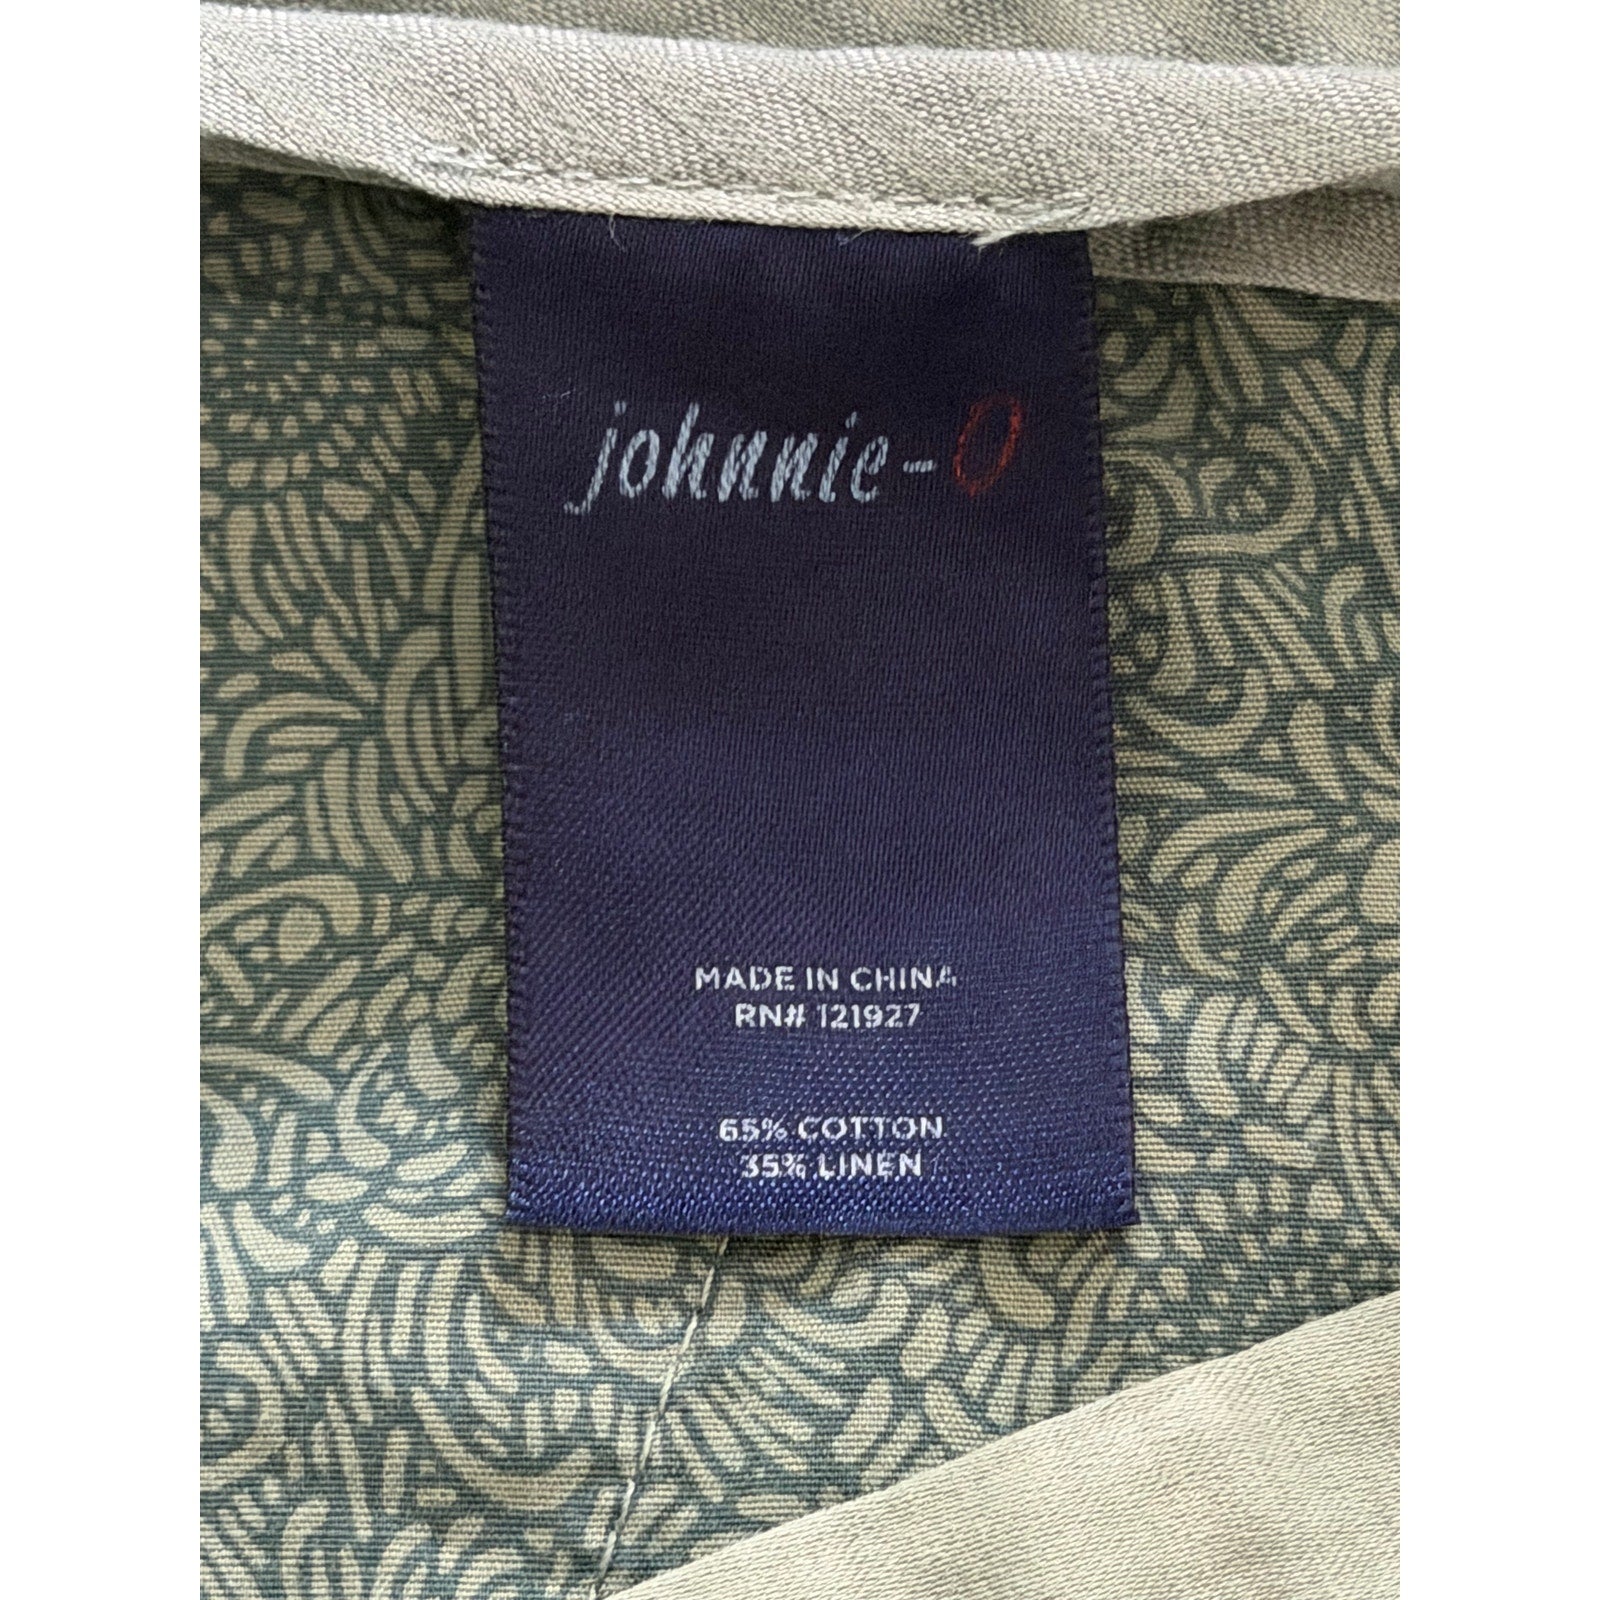 johnnie-O
MADE IN CHINA
RN# 121927
65% COTTON
35% LINEN